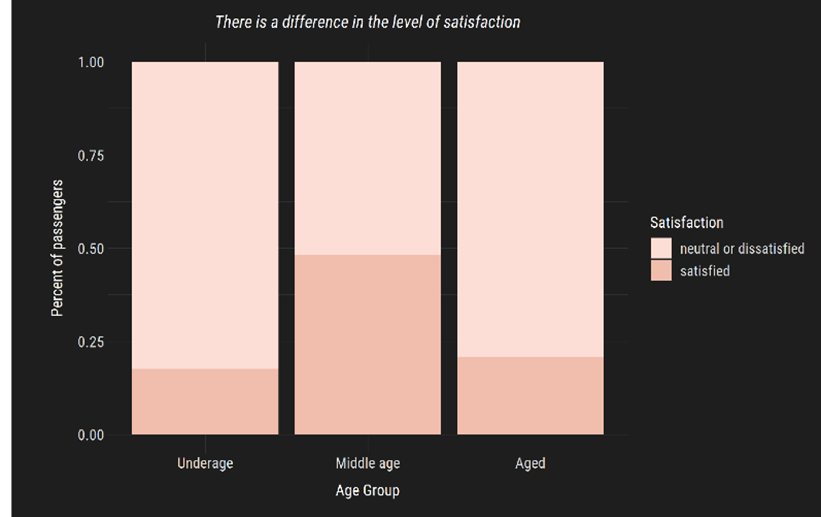 There is a difference in the level of satisfaction
1.00
0.75
0.50
0.25
0.00
Percent of passengers
Underage
Middle age
Aged
Age Group
Satisfaction
neutral or dissatisfied
satisfied